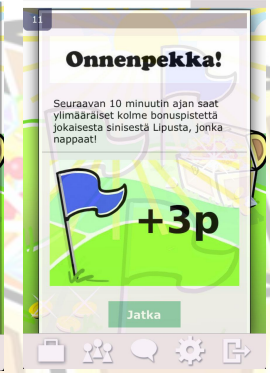 11
Onnenpekka!
Seuraavan 10 minuutin ajan saat
ylimääräiset kolme bonuspistettä
jokaisesta sinisestä Lipusta, jonka
nappaat!
+3p
Jatka